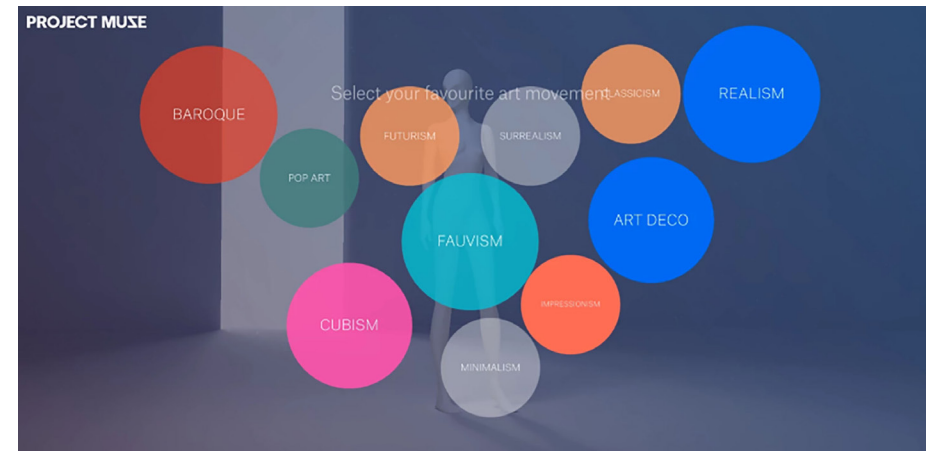 PROJECT MUZE
Select your favourite art movement
BAROQUE
POP ART
FUTURISM
SURREALISM
CLASSICISM
REALISM
FAUVISM
ART DECO
CUBISM
IMPRESSIONISM
MINIMALISM